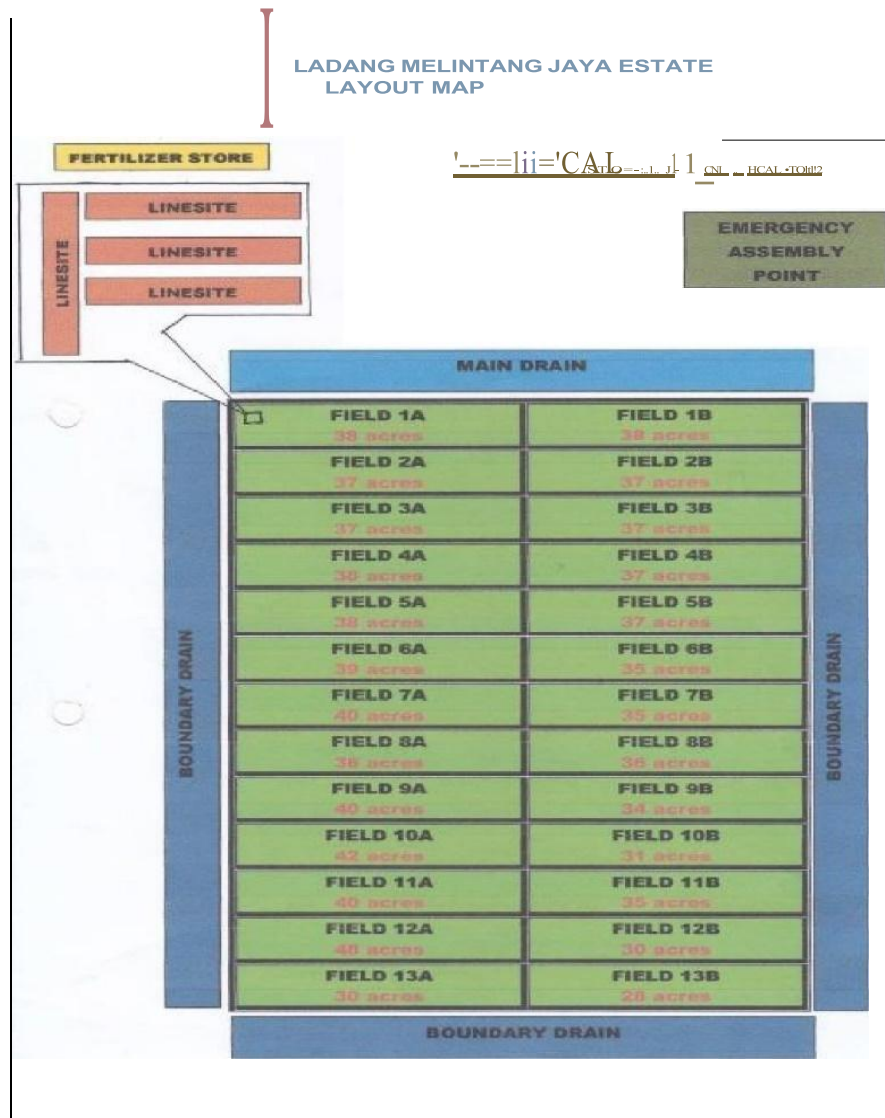 LADANG MELINTANG JAYA ESTATE
LAYOUT MAP
FERTILIZER STORE
LINESITE
LINESITE
LINESITE
LINESITE
EMERGENCY
ASSEMBLY
POINT
MAIN DRAIN
BOUNDARY DRAIN
FIELD 1A
38 acres
FIELD 1B
38 acres
FIELD 2A
37 acres
FIELD 2B
37 acres
FIELD 3A
37 acres
FIELD 3B
37 acres
FIELD 4A
acres
FIELD 4B
37 acres
FIELD 5A
38 acres
FIELD 5B
37 acres
FIELD 6A
39 acres
FIELD 6B
35 acres
FIELD 7A
40 acres
FIELD 7B
35 acres
FIELD 8A
acres
FIELD 8B
acres
FIELD 9A
40 acres
FIELD 9B
34 acres
FIELD 10A
42 acres
FIELD 10B
31 acres
FIELD 11A
40 acres
FIELD 11B
35 acres
FIELD 12A
acres
FIELD 12B
30 acres
FIELD 13A
30 acres
FIELD 13B
acres
BOUNDARY DRAIN
BOUNDARY DRAIN